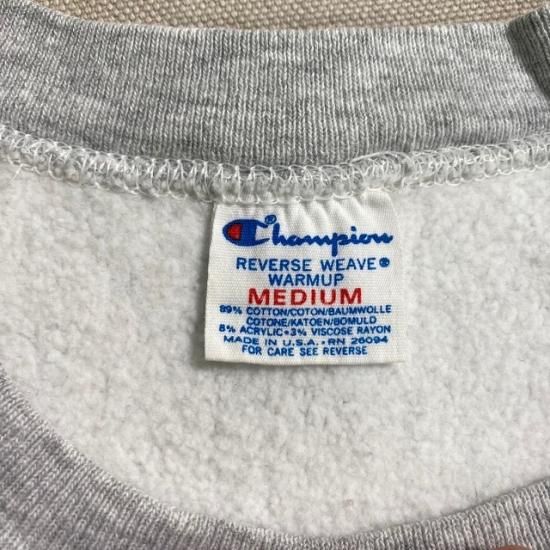 Champion
REVERSE WEAVE®
WARMUP
MEDIUM
89% COTTON/COTON/BAUMWOLLE
COTONE/KATOEN/BOMULD
8% ACRYLIC • 3% VISCOSE RAYON
MADE IN U.S.A. • RN 26094
FOR CARE SEE REVERSE